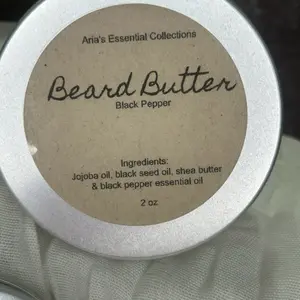 Aria's Essential Collections
Beard Butter
Black Pepper
Ingredients:
Jojoba oil, black seed oil, shea butter
& black pepper essential oil
2 oz